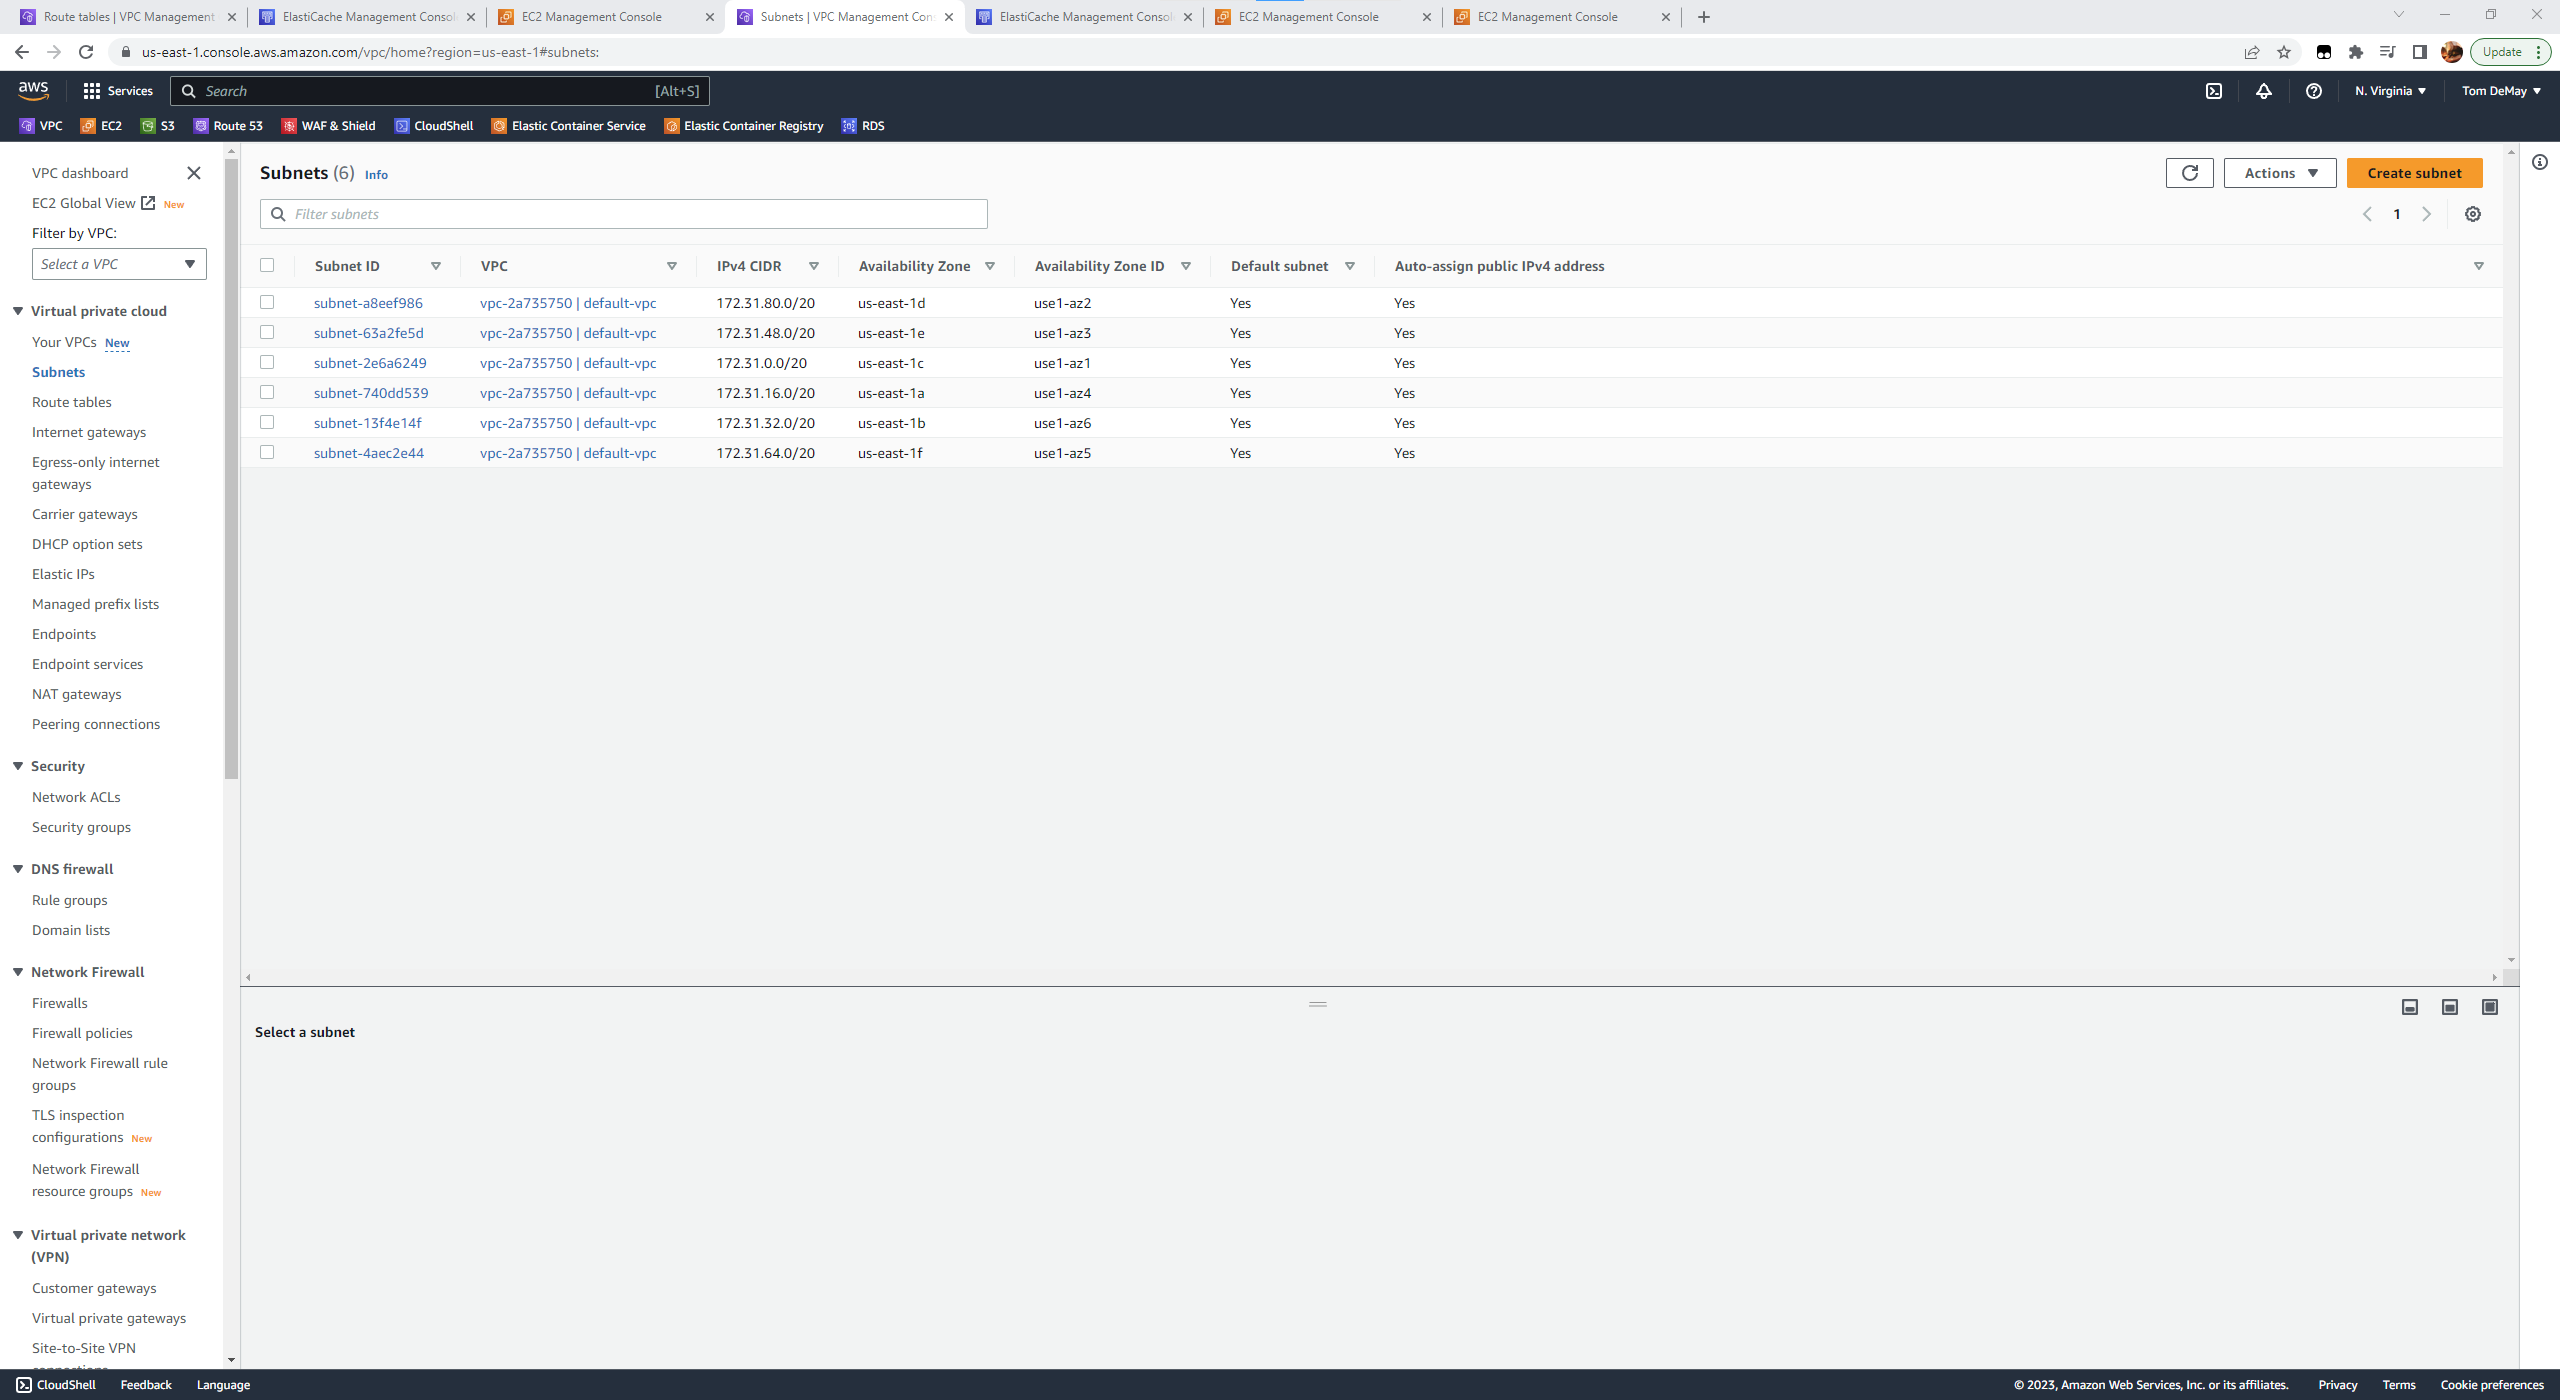 Route tables | VPC Management
ElastiCache Management Consol
EC2 Management Console
Subnets | VPC Management Con
ElastiCache Management Consol
EC2 Management Console
EC2 Management Console
us-east-1.console.aws.amazon.com/vpc/home?region=us-east-1#subnets:
Update
aws
Services
Search
[Alt+S]
N. Virginia
Tom DeMay
VPC
EC2
S3
Route 53
WAF & Shield
CloudShell
Elastic Container Service
Elastic Container Registry
RDS
VPC dashboard
EC2 Global View New
Filter by VPC:
Select a VPC
Virtual private cloud
Your VPCs New
Subnets
Route tables
Internet gateways
Egress-only internet
gateways
Carrier gateways
DHCP option sets
Elastic IPs
Managed prefix lists
Endpoints
Endpoint services
NAT gateways
Peering connections
Security
Network ACLs
Security groups
DNS firewall
Rule groups
Domain lists
Network Firewall
Firewalls
Firewall policies
Network Firewall rule
groups
TLS inspection
configurations New
Network Firewall
resource groups New
Virtual private network
(VPN)
Customer gateways
Virtual private gateways
Site-to-Site VPN
connections
Subnets (6) Info
Actions
Create subnet
Filter subnets
1
Subnet ID VPC IPv4 CIDR Availability Zone Availability Zone ID Default subnet Auto-assign public IPv4 address
subnet-a8eef986 vpc-2a735750 | default-vpc 172.31.80.0/20 us-east-1d use1-az2 Yes Yes
subnet-63a2fe5d vpc-2a735750 | default-vpc 172.31.48.0/20 us-east-1e use1-az3 Yes Yes
subnet-2e6a6249 vpc-2a735750 | default-vpc 172.31.0.0/20 us-east-1c use1-az1 Yes Yes
subnet-740dd539 vpc-2a735750 | default-vpc 172.31.16.0/20 us-east-1a use1-az4 Yes Yes
subnet-13f4e14f vpc-2a735750 | default-vpc 172.31.32.0/20 us-east-1b use1-az6 Yes Yes
subnet-4aec2e44 vpc-2a735750 | default-vpc 172.31.64.0/20 us-east-1f use1-az5 Yes Yes
Select a subnet
CloudShell
Feedback
Language
© 2023, Amazon Web Services, Inc. or its affiliates.
Privacy
Terms
Cookie preferences